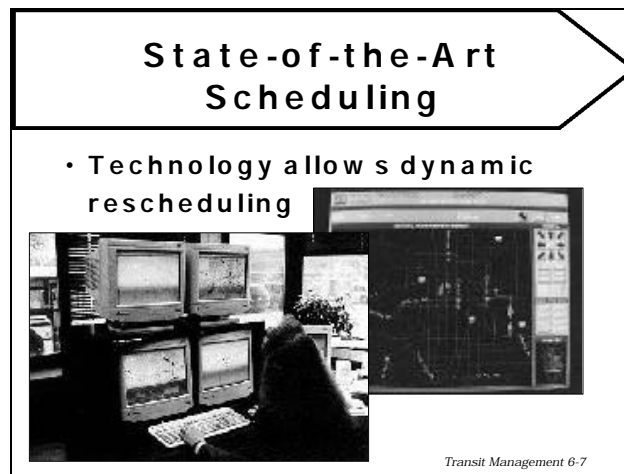 State-of-the-Art
Scheduling
• Technology allows dynamic
rescheduling
Transit Management 6-7